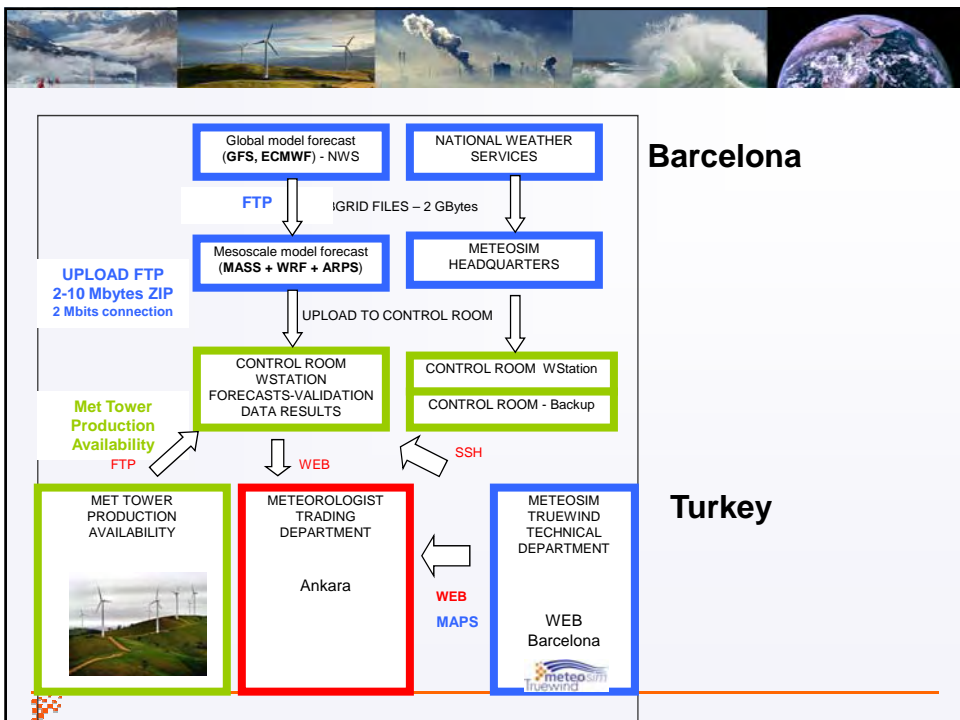 Global model forecast
(GFS, ECMWF) - NWS
NATIONAL WEATHER
SERVICES
Barcelona
FTP
GRID FILES – 2 GBytes
Mesoscale model forecast
(MASS + WRF + ARPS)
METEOSIM
HEADQUARTERS
UPLOAD FTP
2-10 Mbytes ZIP
2 Mbits connection
UPLOAD TO CONTROL ROOM
CONTROL ROOM
WSTATION
FORECASTS-VALIDATION
DATA RESULTS
CONTROL ROOM WStation
CONTROL ROOM - Backup
Met Tower
Production
Availability
FTP
WEB
SSH
MET TOWER
PRODUCTION
AVAILABILITY
METEOROLOGIST
TRADING
DEPARTMENT
Ankara
WEB
MAPS
METEOSIM
TRUEWIND
TECHNICAL
DEPARTMENT
WEB
Barcelona
meteosim
Truewind
Turkey